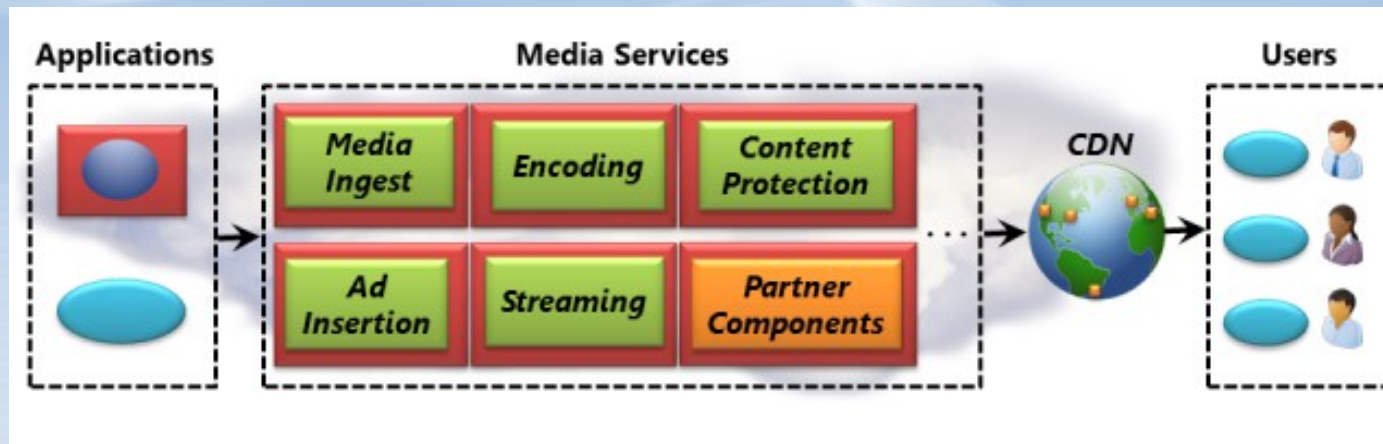 Applications
Media Services
Users
Media
Ingest
Encoding
Content
Protection
CDN
Ad
Insertion
Streaming
Partner
Components
...